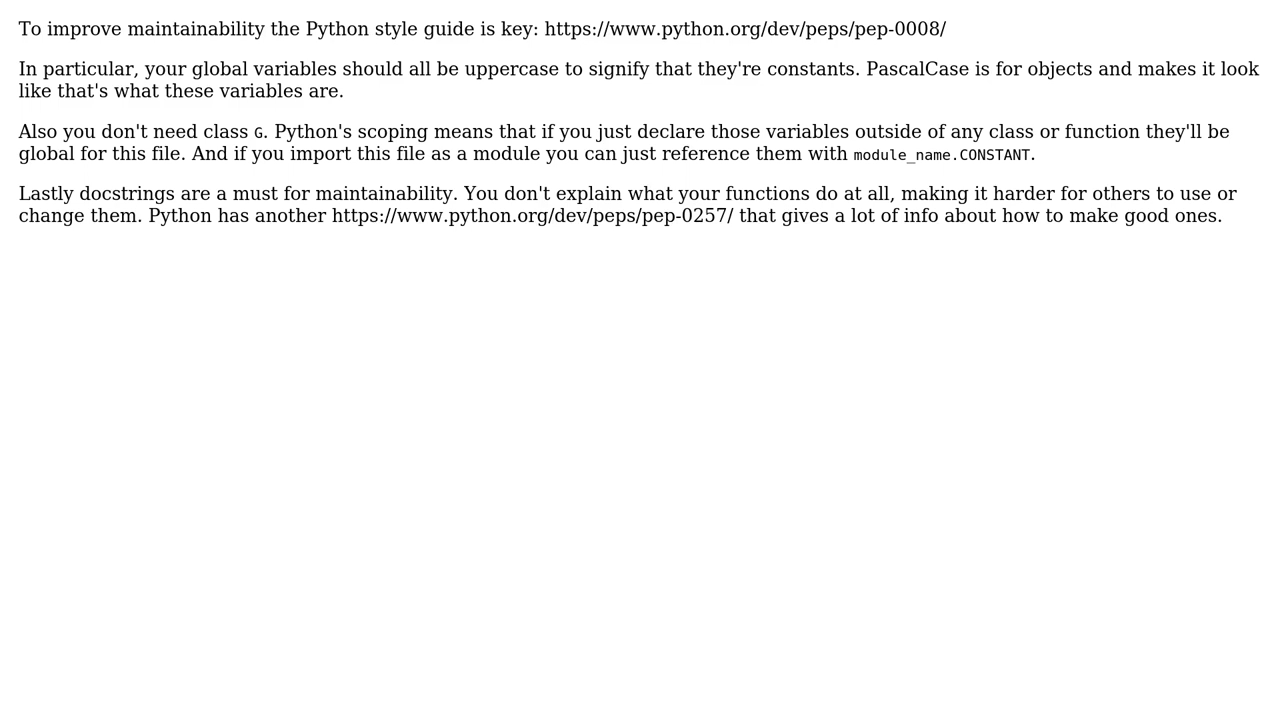 To improve maintainability the Python style guide is key: https://www.python.org/dev/peps/pep-0008/
In particular, your global variables should all be uppercase to signify that they're constants. PascalCase is for objects and makes it look
like that's what these variables are.
Also you don't need class G. Python's scoping means that if you just declare those variables outside of any class or function they'll be
global for this file. And if you import this file as a module you can just reference them with module_name.CONSTANT.
Lastly docstrings are a must for maintainability. You don't explain what your functions do at all, making it harder for others to use or
change them. Python has another https://www.python.org/dev/peps/pep-0257/ that gives a lot of info about how to make good ones.